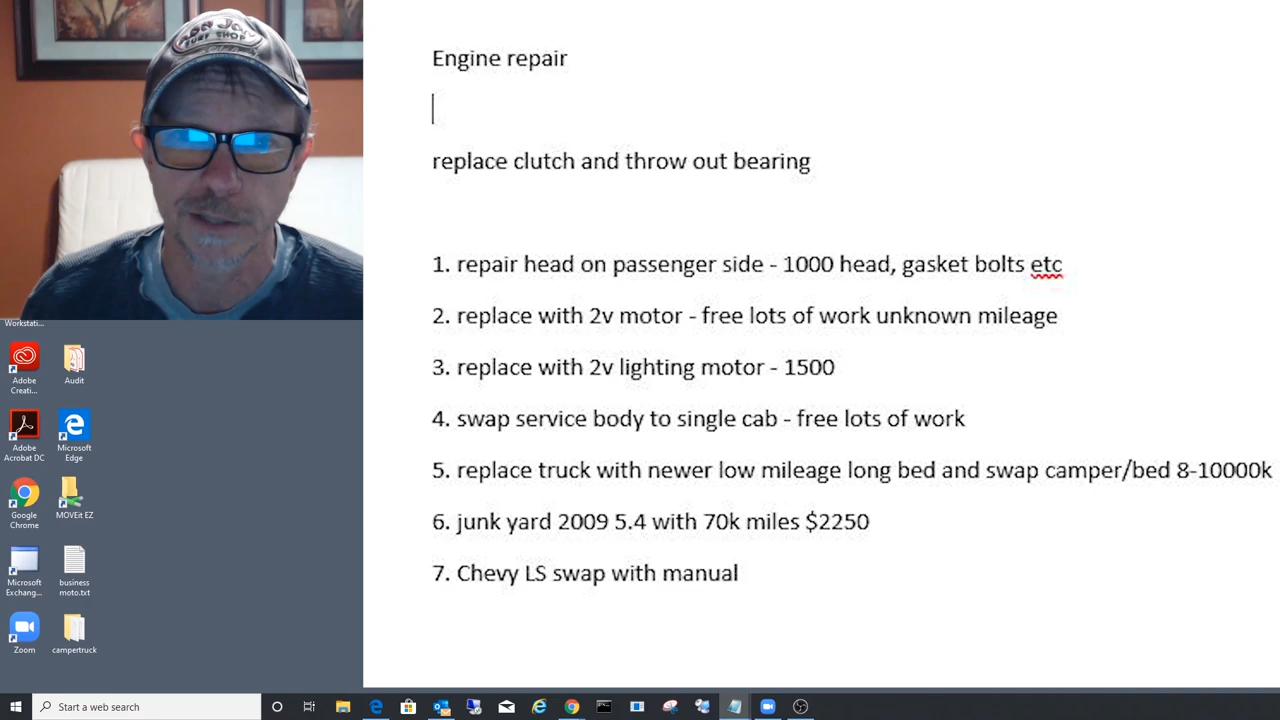 RON JON
SURF SHOP
Engine repair
replace clutch and throw out bearing
1. repair head on passenger side - 1000 head, gasket bolts etc
2. replace with 2v motor - free lots of work unknown mileage
3. replace with 2v lighting motor - 1500
4. swap service body to single cab - free lots of work
5. replace truck with newer low mileage long bed and swap camper/bed 8-10000k
6. junk yard 2009 5.4 with 70k miles $2250
7. Chevy LS swap with manual
Workstati...
Adobe Creati...
Audit
Adobe Acrobat DC
Microsoft Edge
Google Chrome
MOVEit EZ
Microsoft Exchang...
business moto.txt
Zoom
campertruck
Start a web search